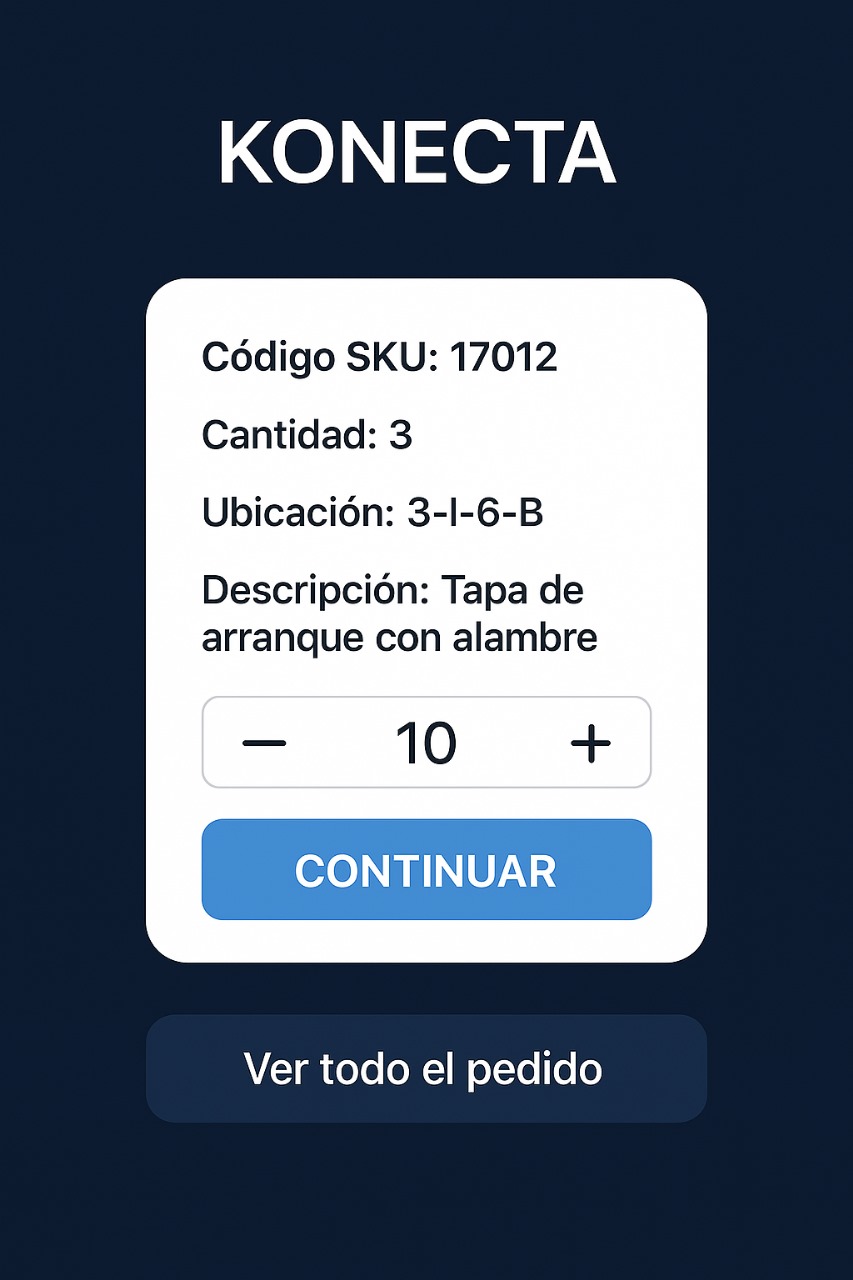 KONECTA
Código SKU: 17012
Cantidad: 3
Ubicación: 3-I-6-B
Descripción: Tapa de
arranque con alambre
− 10 +
CONTINUAR
Ver todo el pedido